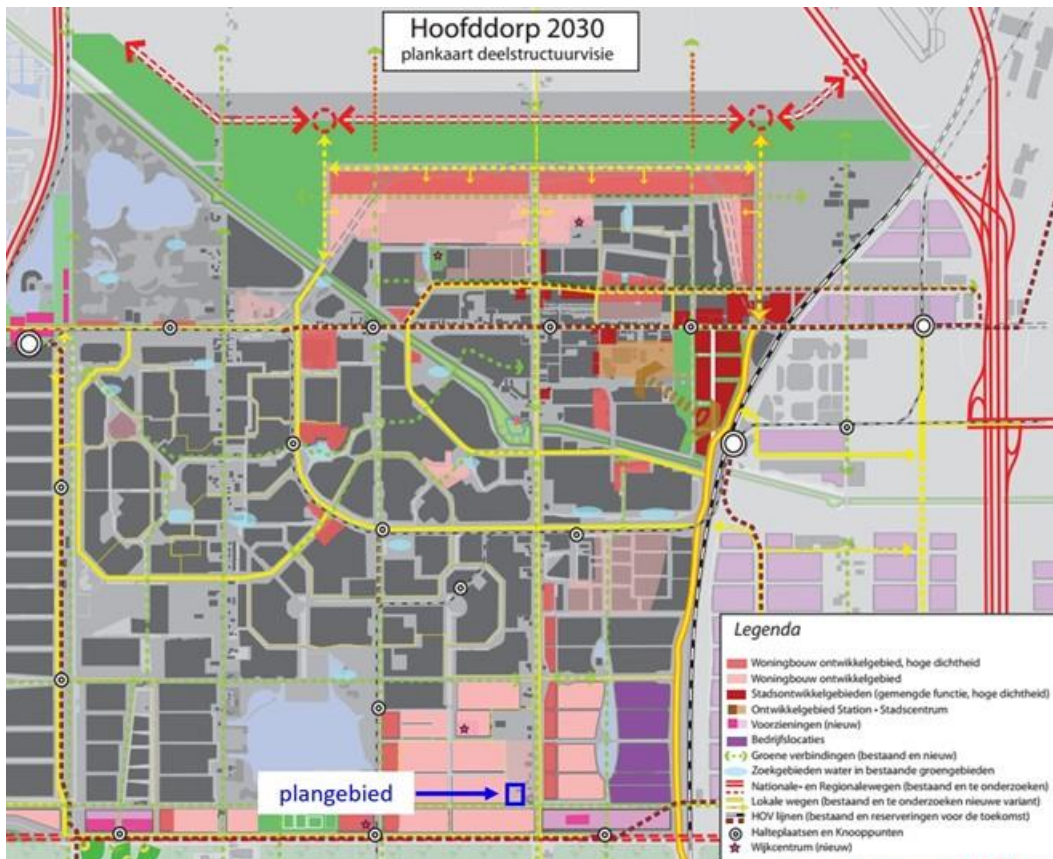 Hoofddorp 2030
plankaart deelstructuurvisie
plangebied
Legenda
Woningbouw ontwikkelgebied, hoge dichtheid
Woningbouw ontwikkelgebied
Stadsontwikkelgebieden (gemengde functie, hoge dichtheid)
Ontwikkelgebied Station - Stadscentrum
Voorzieningen (nieuw)
Bedrijfslocaties
Groene verbindingen (bestaand en nieuw)
Zoekgebieden water in bestaande groengebieden
Nationale- en Regionalewegen (bestaand en te onderzoeken)
Lokale wegen (bestaand en te onderzoeken nieuwe variant)
HOV lijnen (bestaand en reserveringen voor de toekomst)
Halteplaatsen en Knooppunten
Wijkcentrum (nieuw)